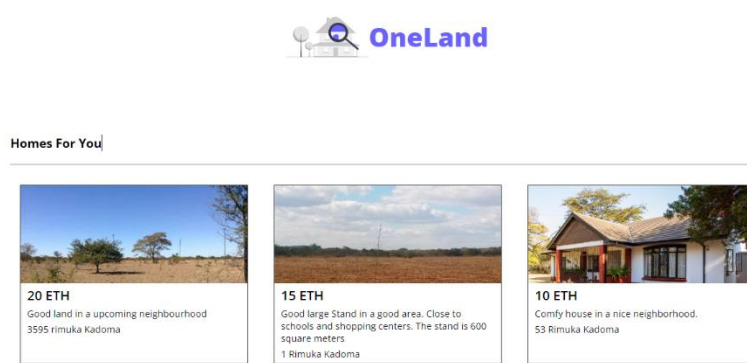 OneLand
Homes For You
20 ETH
Good land in a upcoming neighbourhood
3595 rimuka Kadoma
15 ETH
Good large Stand in a good area. Close to
schools and shopping centers. The stand is 600
square meters
1 Rimuka Kadoma
10 ETH
Comfy house in a nice neighborhood.
53 Rimuka Kadoma